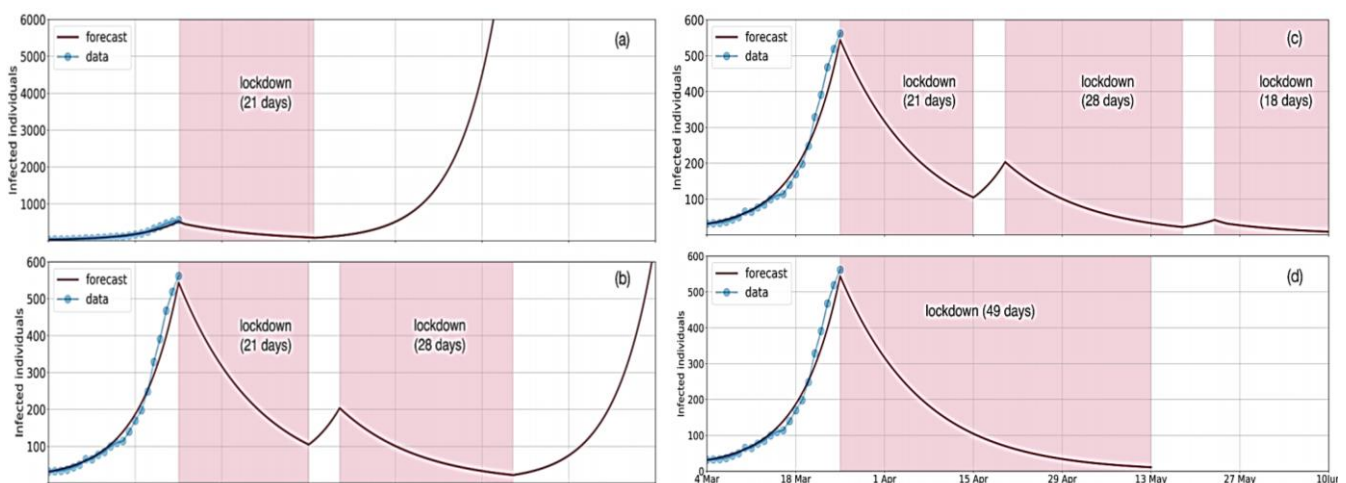 6000
5000
4000
3000
2000
1000
Infected individuals
forecast
data
lockdown
(21 days)
(a)
600
500
400
300
200
100
Infected individuals
forecast
data
lockdown
(21 days)
lockdown
(28 days)
(b)
600
500
400
300
200
100
Infected individuals
forecast
data
lockdown
(21 days)
lockdown
(28 days)
lockdown
(18 days)
(c)
600
500
400
300
200
100
0
Infected individuals
forecast
data
lockdown (49 days)
(d)
4 Mar
18 Mar
1 Apr
15 Apr
29 Apr
13 May
27 May